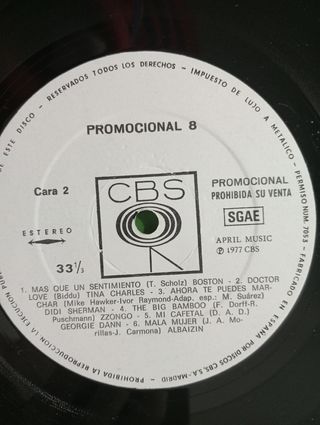 DE ESTE DISCO - RESERVADOS TODOS LOS DERECHOS - IMPUESTO DE LUJO A METALICO - PERMISO NUM. 7053 - FABRICADO EN ESPAÑA POR DISCOS CBS, S.A.-MADRID - PROHIBIDA LA REPRODUCCION LA EJECUCION PUB
PROMOCIONAL 8
Cara 2
CBS
PROMOCIONAL
PROHIBIDA SU VENTA
SGAE
ESTEREO
APRIL MUSIC
Ⓟ 1977 CBS
33 1/3
1. MAS QUE UN SENTIMIENTO (T. Scholz) BOSTON - 2. DOCTOR
LOVE (Biddu) TINA CHARLES - 3. AHORA TE PUEDES MAR-
CHAR (Mike Hawker-Ivor Raymond-Adap. esp.: M. Suárez)
DIDI SHERMAN - 4. THE BIG BAMBOO (F. Dorff-R.
Puschmann) ZZONGO - 5. MI CAFETAL (D. A. D.)
GEORGIE DANN - 6. MALA MUJER (J. A. Mo-
rillas-J. Carmona) ALBAIZIN